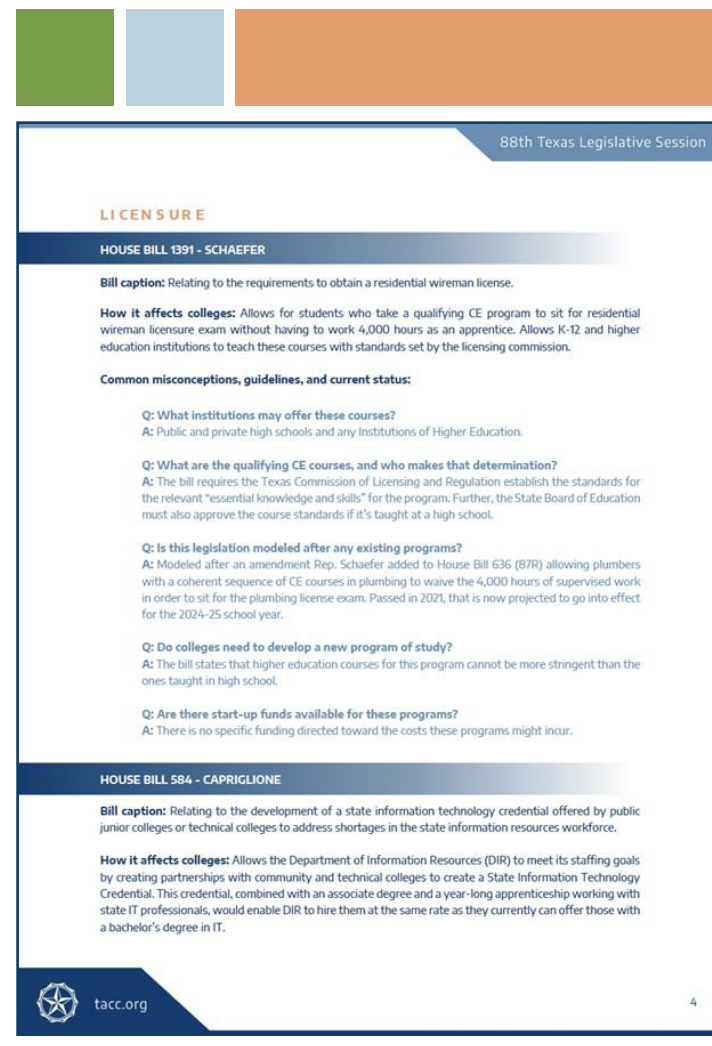 88th Texas Legislative Session
LICENSURE
HOUSE BILL 1391 - SCHAEFER
Bill caption: Relating to the requirements to obtain a residential wireman license.
How it affects colleges: Allows for students who take a qualifying CE program to sit for residential
wireman licensure exam without having to work 4,000 hours as an apprentice. Allows K-12 and higher
education institutions to teach these courses with standards set by the licensing commission.
Common misconceptions, guidelines, and current status:
Q: What institutions may offer these courses?
A: Public and private high schools and any Institutions of Higher Education.
Q: What are the qualifying CE courses, and who makes that determination?
A: The bill requires the Texas Commission of Licensing and Regulation establish the standards for
the relevant “essential knowledge and skills” for the program. Further, the State Board of Education
must also approve the course standards if it’s taught at a high school.
Q: Is this legislation modeled after any existing programs?
A: Modeled after an amendment Rep. Schaefer added to House Bill 636 (87R) allowing plumbers
with a coherent sequence of CE courses in plumbing to waive the 4,000 hours of supervised work
in order to sit for the plumbing license exam. Passed in 2021, that is now projected to go into effect
for the 2024-25 school year.
Q: Do colleges need to develop a new program of study?
A: The bill states that higher education courses for this program cannot be more stringent than the
ones taught in high school.
Q: Are there start-up funds available for these programs?
A: There is no specific funding directed toward the costs these programs might incur.
HOUSE BILL 584 - CAPRIGLIONE
Bill caption: Relating to the development of a state information technology credential offered by public
junior colleges or technical colleges to address shortages in the state information resources workforce.
How it affects colleges: Allows the Department of Information Resources (DIR) to meet its staffing goals
by creating partnerships with community and technical colleges to create a State Information Technology
Credential. This credential, combined with an associate degree and a year-long apprenticeship working with
state IT professionals, would enable DIR to hire them at the same rate as they currently can offer those with
a bachelor’s degree in IT.
tacc.org
4